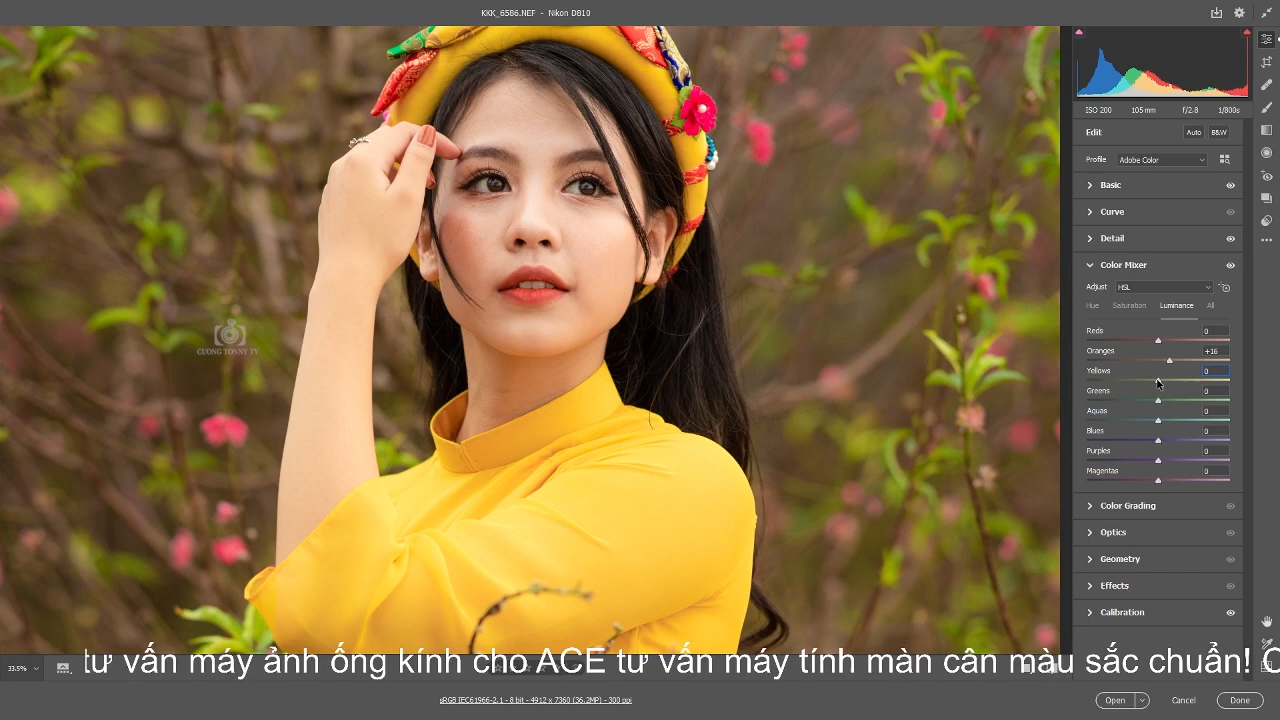 KKK_6586.NEF - Nikon D810
ISO 200 105 mm f/2.8 1/800s
Edit Auto B&W
Profile Adobe Color
Basic
Curve
Detail
Color Mixer
Adjust HSL
Hue Saturation Luminance All
Reds 0
Oranges +16
Yellows 0
Greens 0
Aquas 0
Blues 0
Purples 0
Magentas 0
Color Grading
Optics
Geometry
Effects
Calibration
CUONG TONNY TV
33.5%
tư vấn máy ảnh ống kính cho ACE tư vấn máy tính màn cân màu sắc chuẩn!
sRGB IEC61966-2.1 - 8 bit - 4912 x 7360 (36.2MP) - 300 ppi
Open Cancel Done